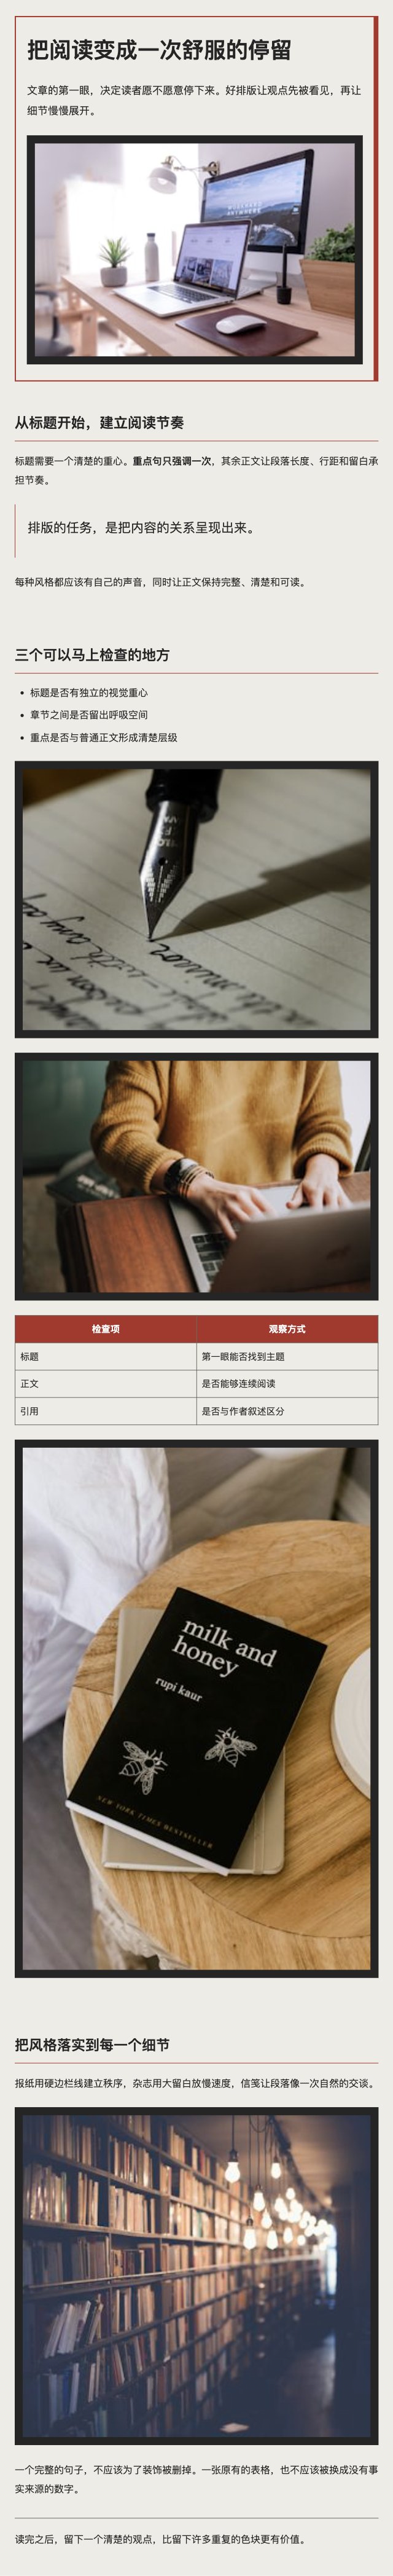 把阅读变成一次舒服的停留
文章的第一眼，决定读者愿不愿意停下来。好排版让观点先被看见，再让
细节慢慢展开。
从标题开始，建立阅读节奏
标题需要一个清楚的重心。重点句只强调一次，其余正文让段落长度、行距和留白承
担节奏。
排版的任务，是把内容的关系呈现出来。
每种风格都应该有自己的声音，同时让正文保持完整、清楚和可读。
三个可以马上检查的地方
• 标题是否有独立的视觉重心
• 章节之间是否留出呼吸空间
• 重点是否与普通正文形成清楚层级
检查项 观察方式
标题 第一眼能否找到主题
正文 是否能够连续阅读
引用 是否与作者叙述区分
milk and
honey
rupi kaur
NEW YORK TIMES BESTSELLER
把风格落实到每一个细节
报纸用硬边栏线建立秩序，杂志用大留白放慢速度，信笺让段落像一次自然的交谈。
一个完整的句子，不应该为了装饰被删掉。一张原有的表格，也不应该被换成没有事
实来源的数字。
读完之后，留下一个清楚的观点，比留下许多重复的色块更有价值。